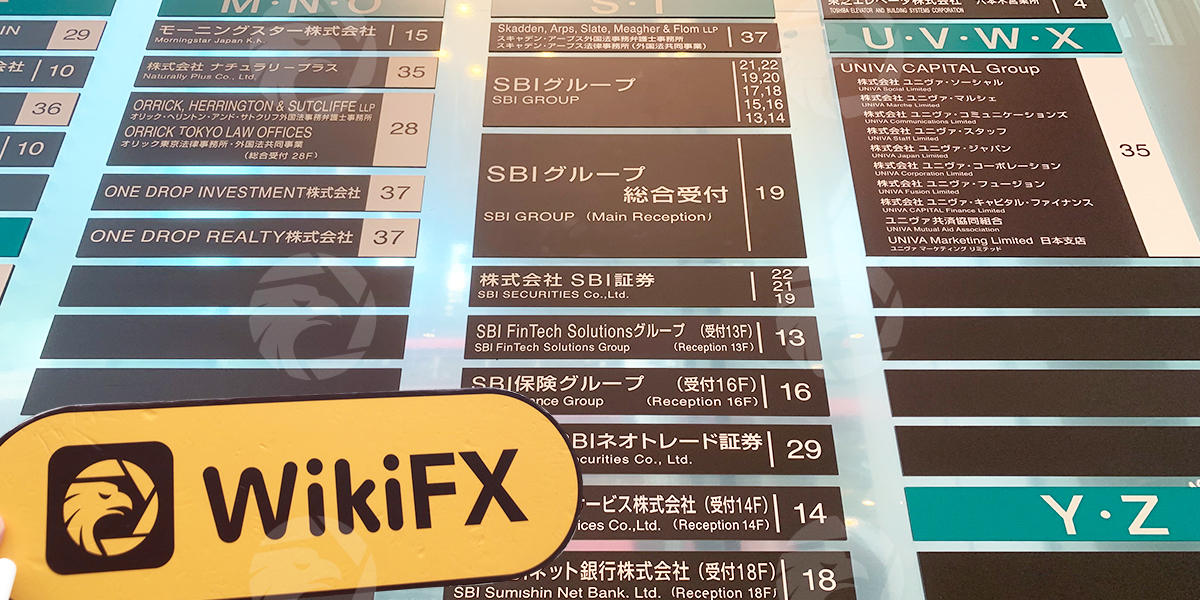 IN
29
会社
10
36
10
M・N・O
モーニングスター株式会社
Morningstar Japan K.K.
15
株式会社 ナチュラリープラス
Naturally Plus Co., Ltd.
35
ORRICK, HERRINGTON & SUTCLIFFE LLP
オリック・ヘリントン・アンド・サトクリフ外国法事務弁護士事務所
ORRICK TOKYO LAW OFFICES
オリック東京法律事務所・外国法共同事業
(総合受付 28F)
28
ONE DROP INVESTMENT株式会社
37
ONE DROP REALTY株式会社
37
S・T
Skadden, Arps, Slate, Meagher & Flom LLP
スキャデン・アープス外国法事務弁護士事務所
スキャデン・アープス法律事務所(外国法共同事業)
37
SBIグループ
SBI GROUP
21,22
19,20
17,18
15,16
13,14
SBIグループ
総合受付
SBI GROUP (Main Reception)
19
株式会社 SBI証券
SBI SECURITIES Co.,Ltd.
22
21
19
SBI FinTech Solutionsグループ (受付13F)
SBI FinTech Solutions Group (Reception 13F)
13
SBI保険グループ (受付16F)
ance Group (Reception 16F)
16
SBIネオトレード証券
ecurities Co., Ltd.
29
ービス株式会社 (受付14F)
ices Co.,Ltd. (Reception 14F)
14
ネット銀行株式会社 (受付18F)
SBI Sumishin Net Bank. Ltd. (Reception 18F)
18
東芝エレベータ株式会社 八本木営業所
TOSHIBA ELEVATOR AND BUILDING SYSTEMS CORPORATION
4
U・V・W・X
UNIVA CAPITAL Group
株式会社 ユニヴァ・ソーシャル
UNIVA Social Limited
株式会社 ユニヴァ・マルシェ
UNIVA Marche Limited
株式会社 ユニヴァ・コミュニケーションズ
UNIVA Communications Limited
株式会社 ユニヴァ・スタッフ
UNIVA Staff Limited
株式会社 ユニヴァ・ジャパン
UNIVA Japan Limited
株式会社 ユニヴァ・コーポレーション
UNIVA Corporation Limited
株式会社 ユニヴァ・フュージョン
UNIVA Fusion Limited
株式会社 ユニヴァ・キャピタル・ファイナンス
UNIVA CAPITAL Finance Limited
ユニヴァ共済協同組合
UNIVA Mutual Aid Association
UNIVA Marketing Limited 日本支店
ユニヴァ マーケティング リミテッド
35
Y・Z
WikiFX